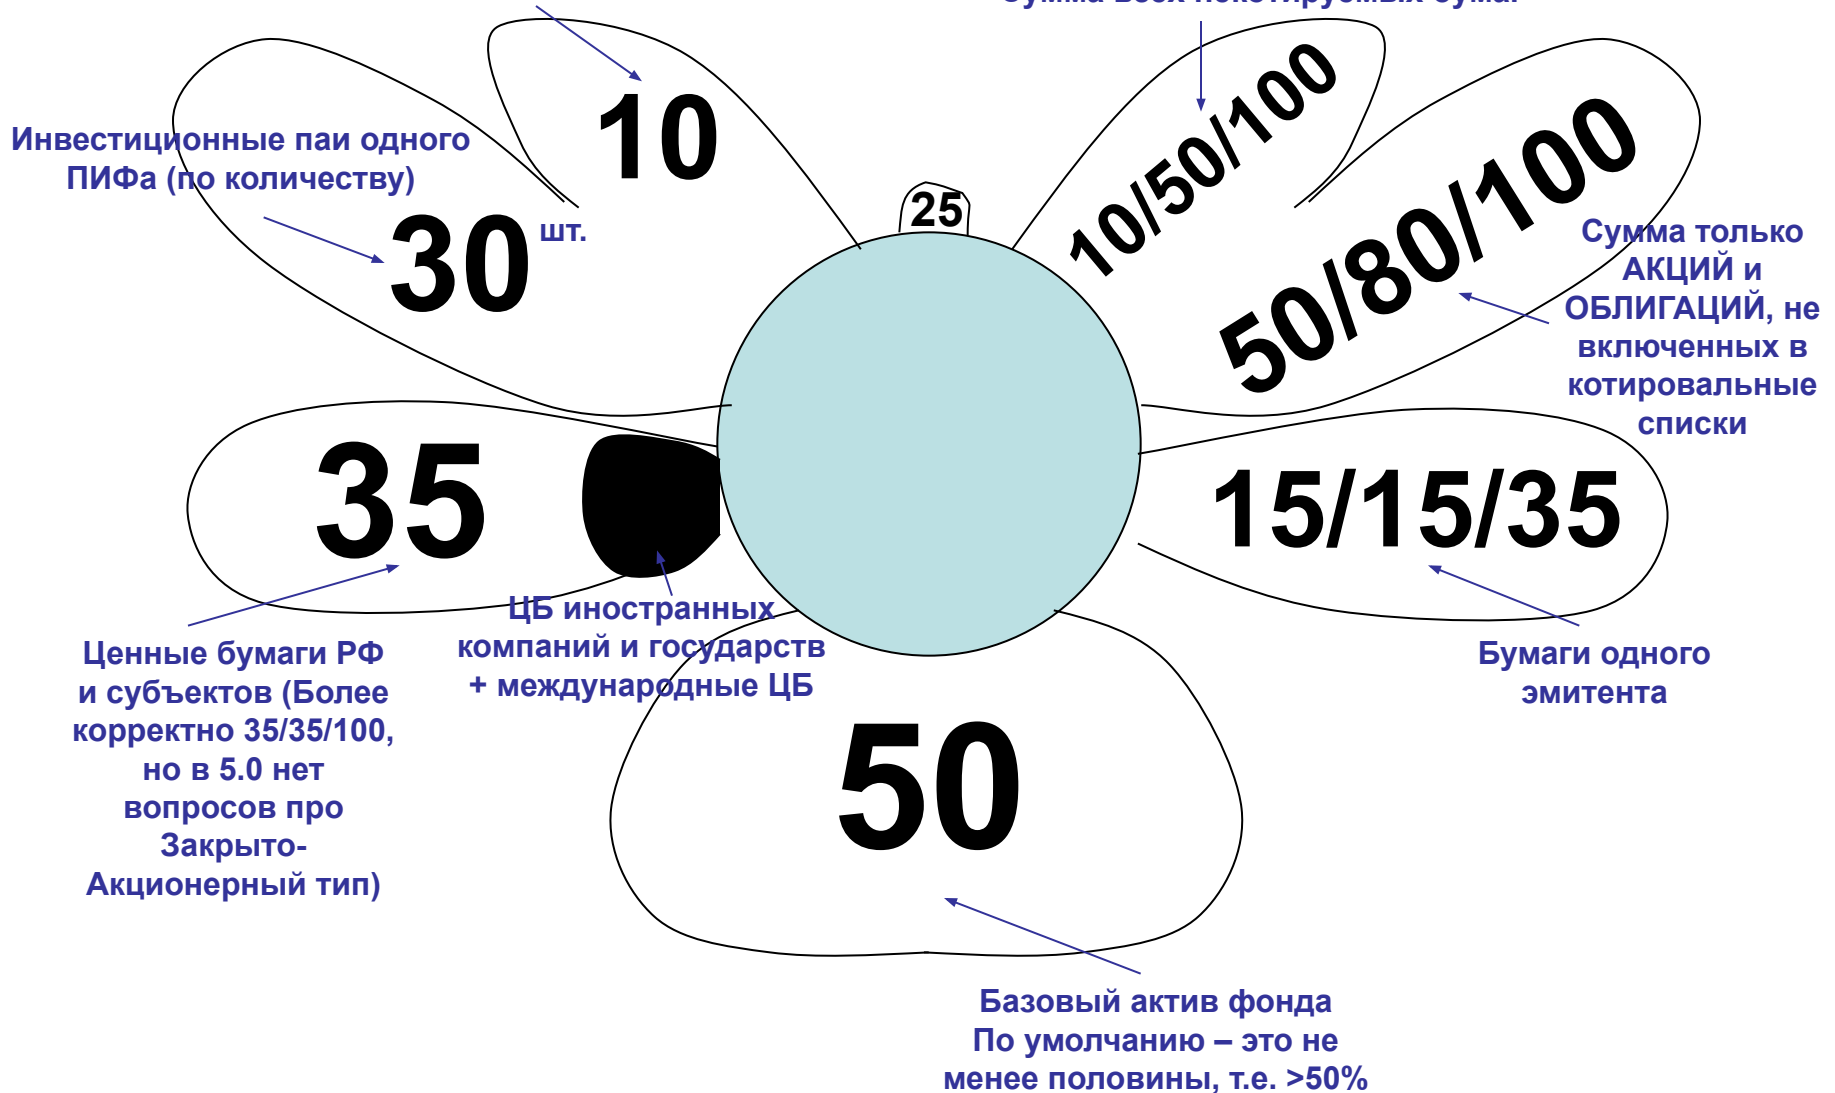 Сумма всех некотируемых бумаг
10
10/50/100
Инвестиционные паи одного
ПИФа (по количеству)
30 шт.
25
50/80/100
Сумма только
АКЦИЙ и
ОБЛИГАЦИЙ, не
включенных в
котировальные
списки
35
15/15/35
ЦБ иностранных
компаний и государств
+ международные ЦБ
Ценные бумаги РФ
и субъектов (Более
корректно 35/35/100,
но в 5.0 нет
вопросов про
Закрыто-
Акционерный тип)
Бумаги одного
эмитента
50
Базовый актив фонда
По умолчанию – это не
менее половины, т.е. >50%